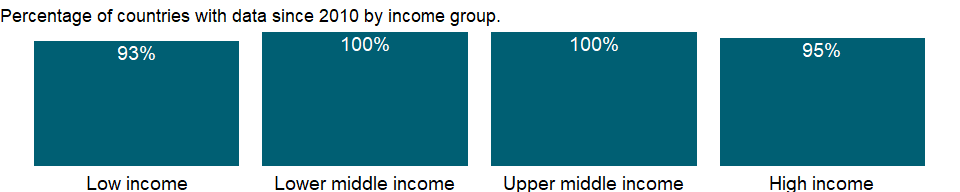 Percentage of countries with data since 2010 by income group.
93%
100%
100%
95%
Low income
Lower middle income
Upper middle income
High income